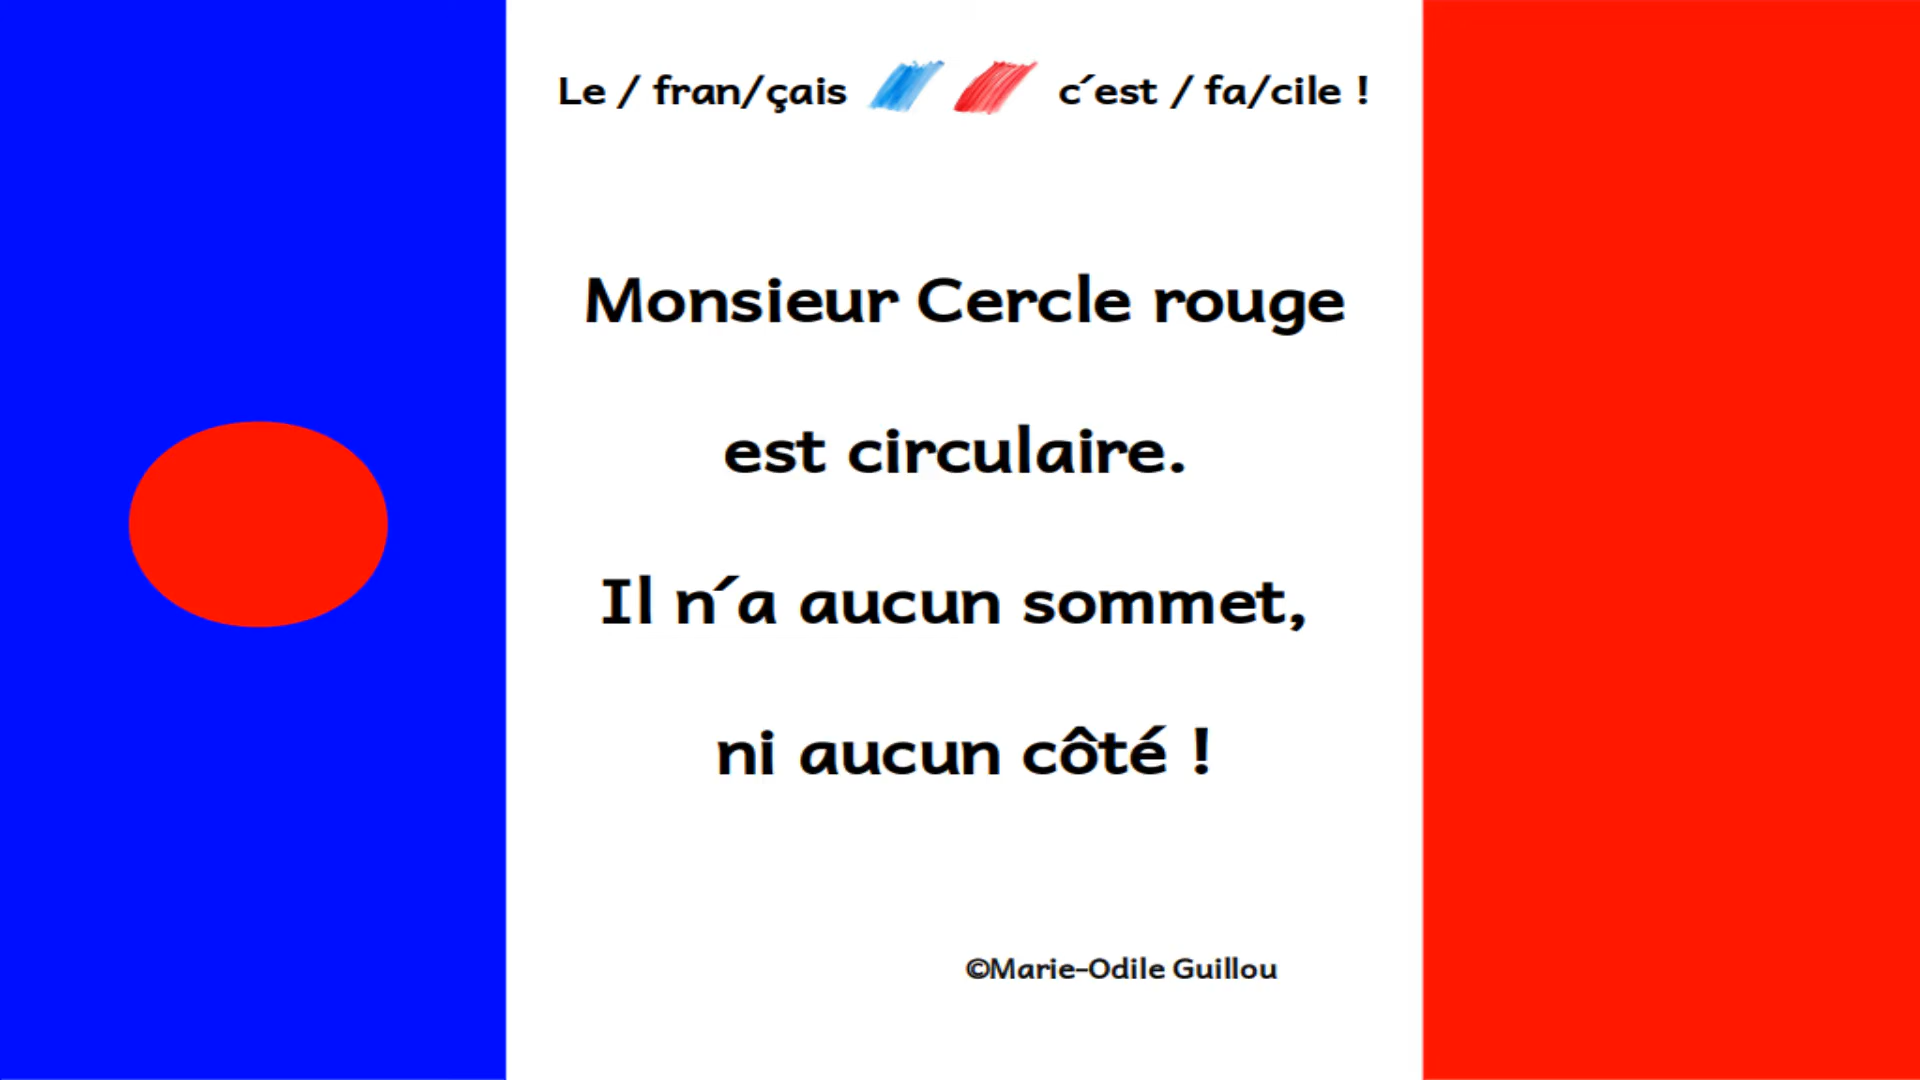 Le / fran/çais c´est / fa/cile !
Monsieur Cercle rouge
est circulaire.
Il n´a aucun sommet,
ni aucun côté !
©Marie-Odile Guillou